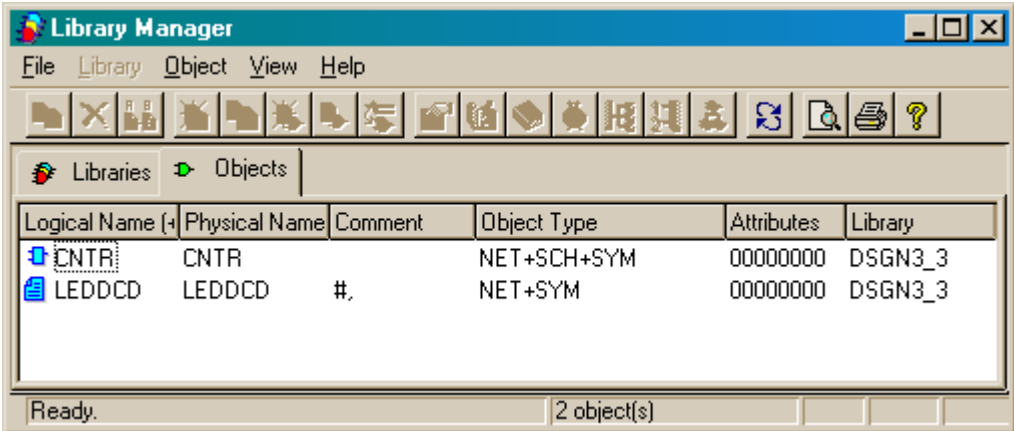 Library Manager
File Library Object View Help
Libraries Objects
Logical Name (+ Physical Name Comment Object Type Attributes Library
CNTR CNTR NET+SCH+SYM 00000000 DSGN3_3
LEDDCD LEDDCD #, NET+SYM 00000000 DSGN3_3
Ready. 2 object(s)